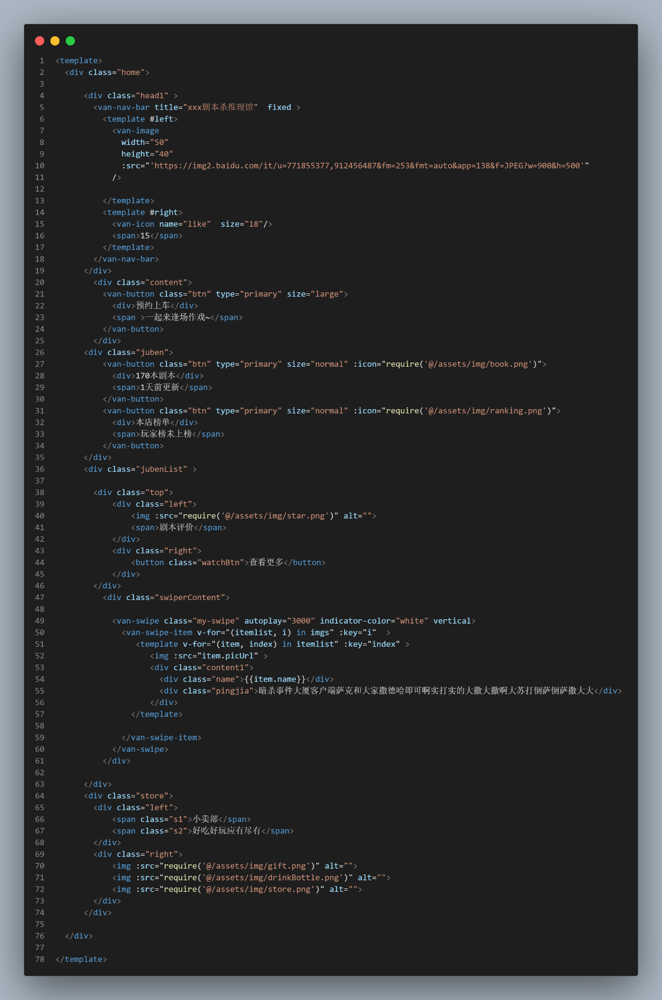 1 <template>
2   <div class="home">
3
4       <div class="head1" >
5         <van-nav-bar title="xxx剧本杀推理馆"  fixed >
6           <template #left>
7             <van-image
8               width="50"
9               height="40"
10               :src="'https://img2.baidu.com/it/u=771855377,912456487&fm=253&fmt=auto&app=138&f=JPEG?w=900&h=500'"
11             />
12
13           </template>
14           <template #right>
15             <van-icon name="like"  size="18"/>
16             <span>15</span>
17           </template>
18         </van-nav-bar>
19       </div>
20         <div class="content">
21           <van-button class="btn" type="primary" size="large">
22             <div>预约上车</div>
23             <span >一起来逢场作戏~</span>
24           </van-button>
25         </div>
26       <div class="juben">
27           <van-button class="btn" type="primary" size="normal" :icon="require('@/assets/img/book.png')">
28             <div>170本剧本</div>
29             <span>1天前更新</span>
30           </van-button>
31           <van-button class="btn" type="primary" size="normal" :icon="require('@/assets/img/ranking.png')">
32             <div>本店榜单</div>
33             <span>玩家榜未上榜</span>
34           </van-button>
35       </div>
36       <div class="jubenList" >
37
38         <div class="top">
39             <div class="left">
40                 <img :src="require('@/assets/img/star.png')" alt="">
41                 <span>剧本评价</span>
42             </div>
43             <div class="right">
44                 <button class="watchBtn">查看更多</button>
45             </div>
46         </div>
47           <div class="swiperContent">
48
49             <van-swipe class="my-swipe" autoplay="3000" indicator-color="white" vertical>
50               <van-swipe-item v-for="(itemlist, i) in imgs" :key="i"  >
51                  <template v-for="(item, index) in itemlist" :key="index" >
52                     <img :src="item.picUrl" >
53                     <div class="content1">
54                       <div class="name">{{item.name}}</div>
55                       <div class="pingjia">暗杀事件大厦客户端萨克和大家撒德哈即可啊实打实的大撒大撒啊大苏打倒萨倒萨撒大大</div>
56                     </div>
57                 </template>
58
59               </van-swipe-item>
60             </van-swipe>
61           </div>
62
63       </div>
64       <div class="store">
65         <div class="left">
66             <span class="s1">小卖部</span>
67             <span class="s2">好吃好玩应有尽有</span>
68         </div>
69         <div class="right">
70             <img :src="require('@/assets/img/gift.png')" alt="">
71             <img :src="require('@/assets/img/drinkBottle.png')" alt="">
72             <img :src="require('@/assets/img/store.png')" alt="">
73         </div>
74       </div>
75
76   </div>
77
78 </template>